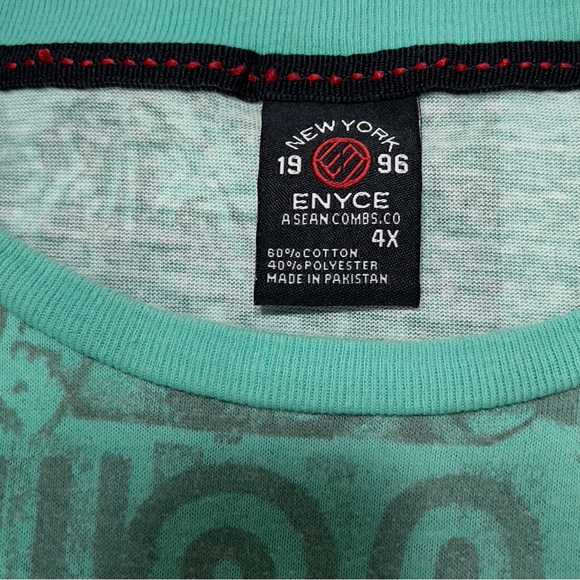 NEW YORK
19 96
ENYCE
A SEAN COMBS.CO
4X
60%COTTON
40%POLYESTER
MADE IN PAKISTAN